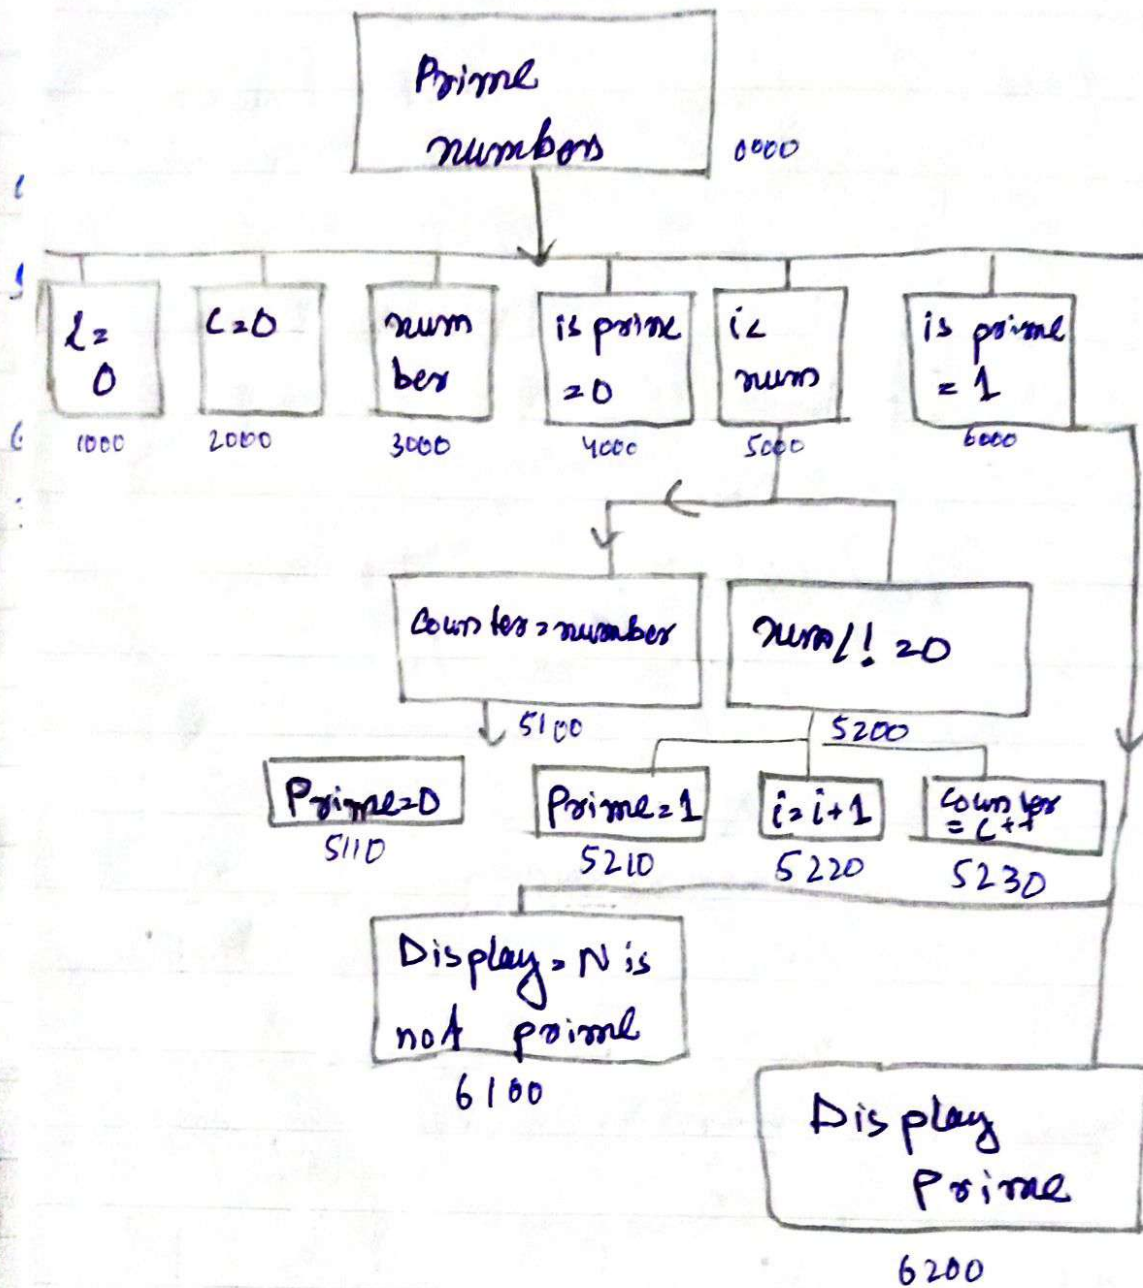 Prime
numbers
0000
i=
0
C=0
num
ber
is prime
=0
i<
num
is prime
= 1
1000
2000
3000
4000
5000
6000
Counter=number
num/! =0
5100
5200
Prime=0
Prime=1
i=i+1
Counter
= C++
5110
5210
5220
5230
Display=N is
not prime
6100
Display
Prime
6200